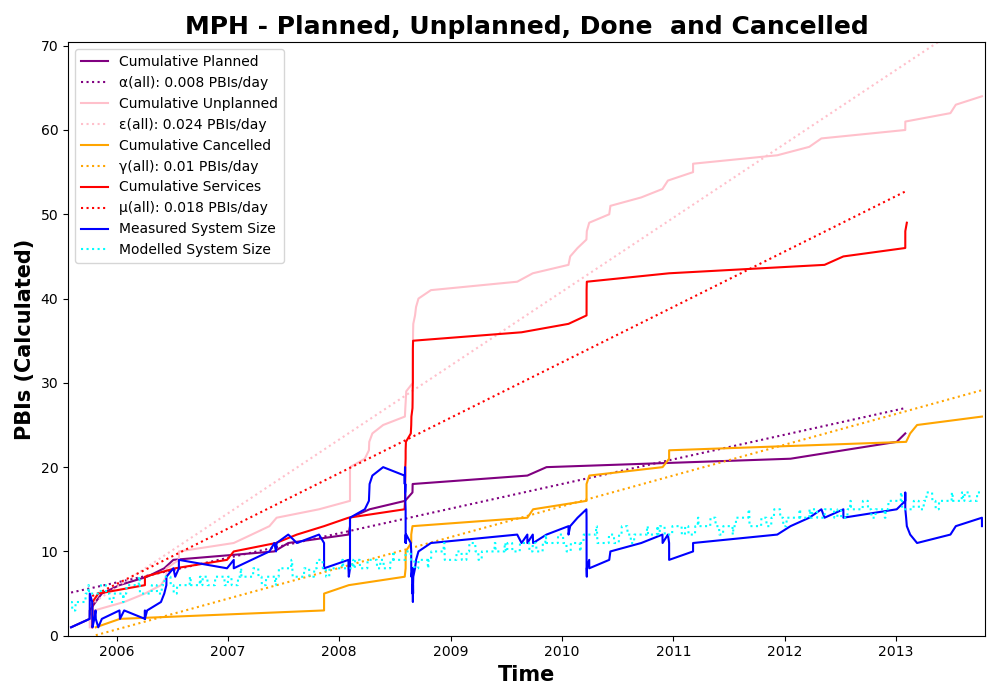 MPH - Planned, Unplanned, Done  and Cancelled
70
60
50
40
30
20
10
0
PBIs (Calculated)
Cumulative Planned
α(all): 0.008 PBIs/day
Cumulative Unplanned
ε(all): 0.024 PBIs/day
Cumulative Cancelled
γ(all): 0.01 PBIs/day
Cumulative Services
μ(all): 0.018 PBIs/day
Measured System Size
Modelled System Size
2006 2007 2008 2009 2010 2011 2012 2013
Time